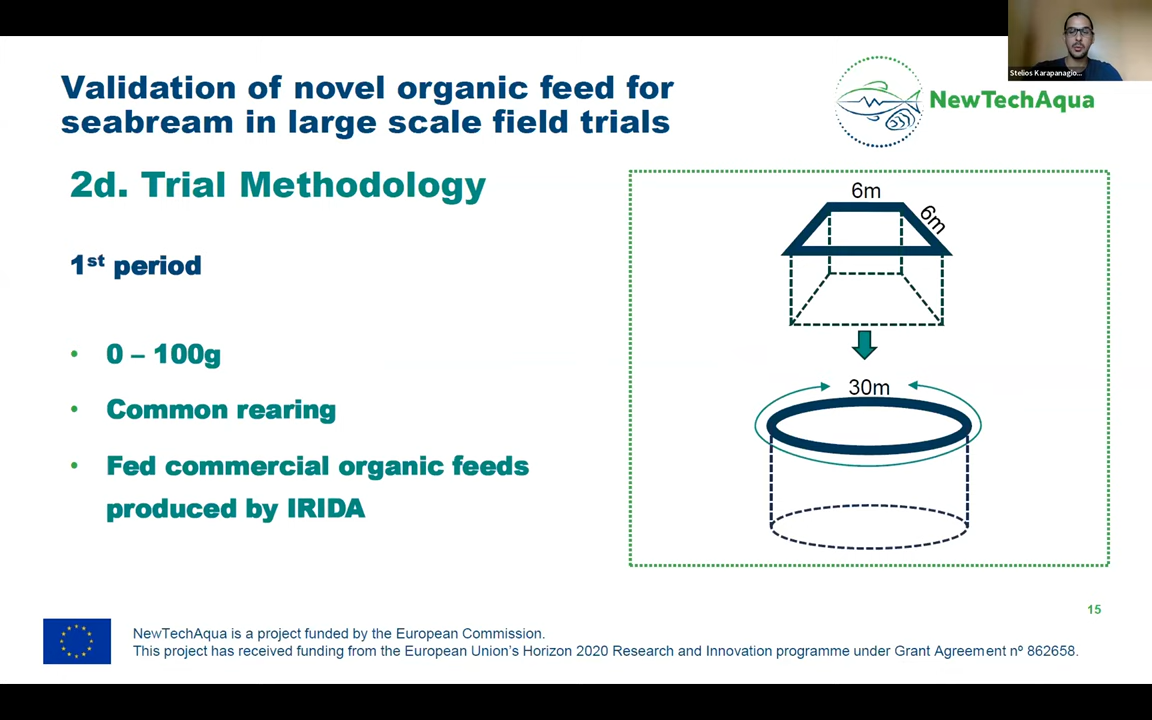 Stelios Karapanagio...
Validation of novel organic feed for
seabream in large scale field trials
NewTechAqua
2d. Trial Methodology
1st period
• 0 – 100g
• Common rearing
• Fed commercial organic feeds
produced by IRIDA
6m
6m
30m
15
NewTechAqua is a project funded by the European Commission.
This project has received funding from the European Union's Horizon 2020 Research and Innovation programme under Grant Agreement nº 862658.